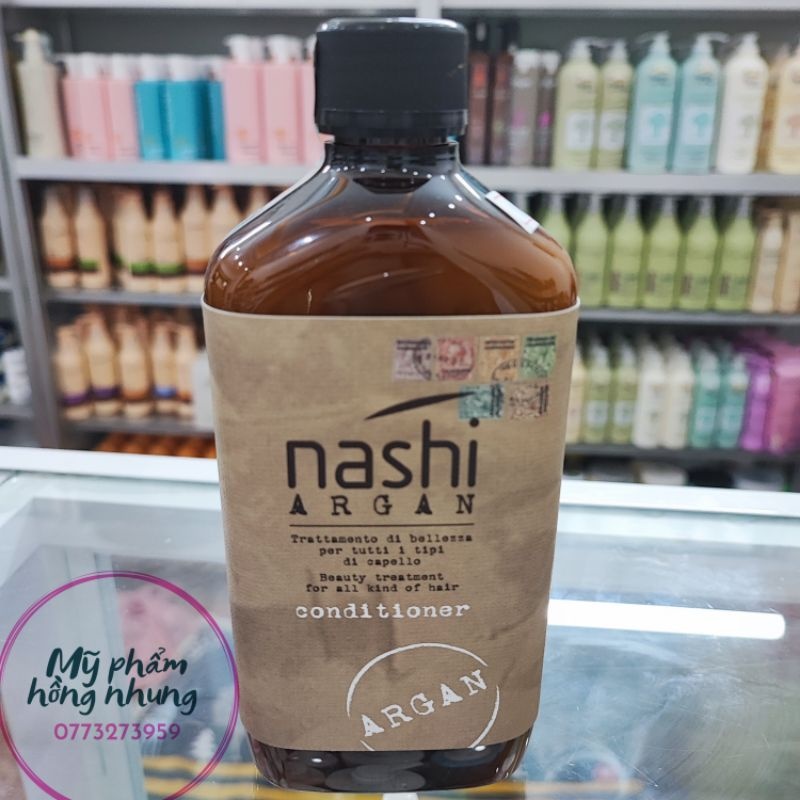 nashi
ARGAN
Trattamento di bellezza
per tutti i tipi
di capello
Beauty treatment
for all kind of hair
conditioner
ARGAN
Mỹ phẩm
hồng nhung
0773273959